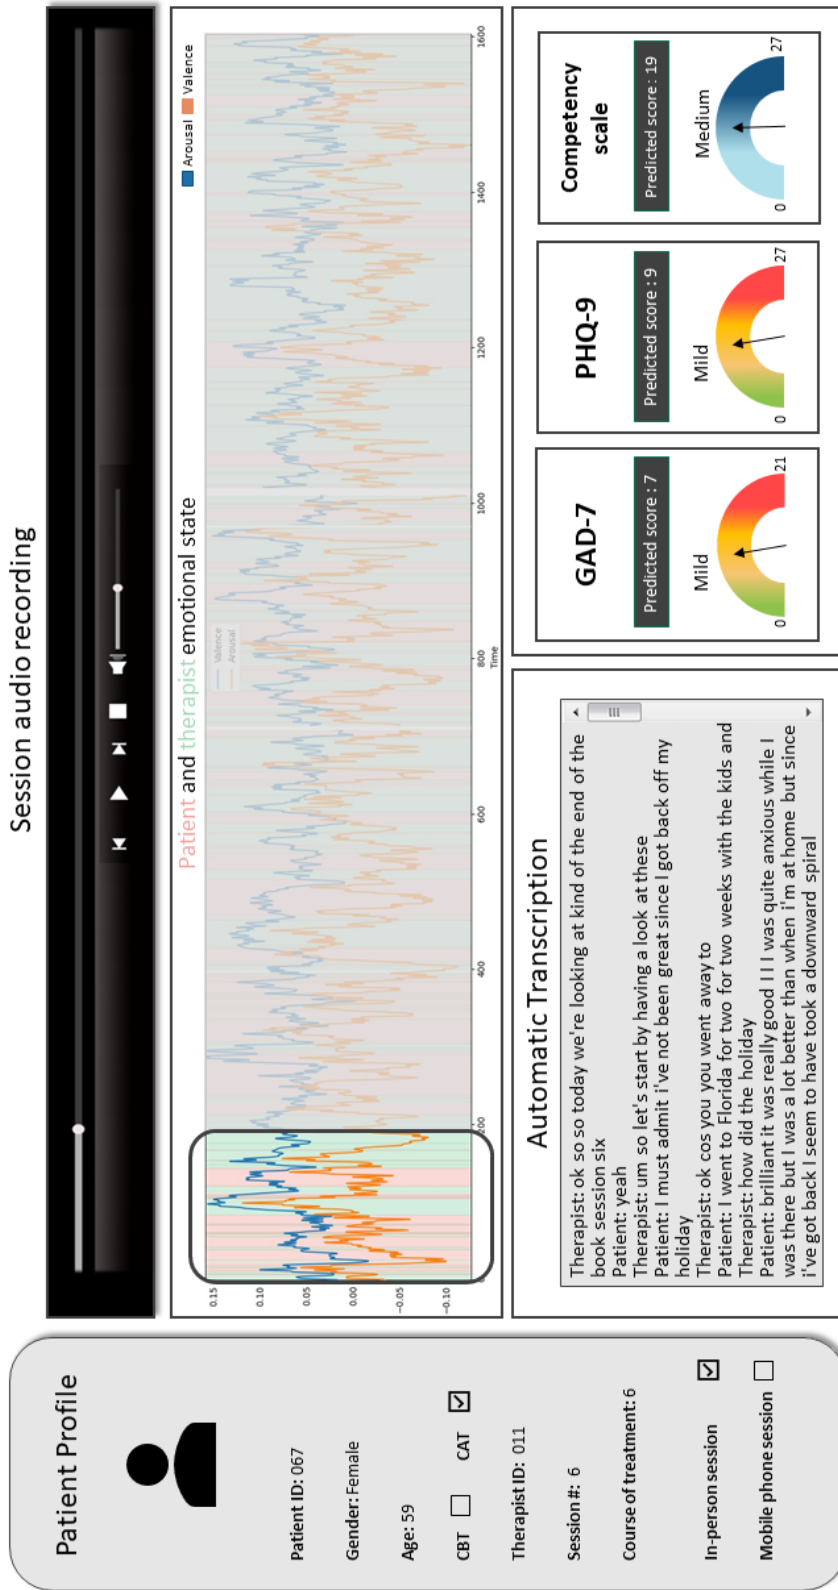 Patient Profile
Patient ID: 067
Gender: Female
Age: 59
CBT CAT
Therapist ID: 011
Session #: 6
Course of treatment: 6
In-person session
Mobile phone session
Session audio recording
Patient and therapist emotional state
Arousal Valence
Valence
Arousal
0.15
0.10
0.05
0.00
−0.05
−0.10
0 200 400 600 800 1000 1200 1400 1600
Time
Automatic Transcription
Therapist: ok so so today we're looking at kind of the end of the
book session six
Patient: yeah
Therapist: um so let's start by having a look at these
Patient: I must admit i've not been great since I got back off my
holiday
Therapist: ok cos you you went away to
Patient: I went to Florida for two for two weeks with the kids and
Therapist: how did the holiday
Patient: brilliant it was really good I I I was quite anxious while I
was there but I was a lot better than when i'm at home but since
i've got back I seem to have took a downward spiral
GAD-7
Predicted score : 7
Mild
0 21
PHQ-9
Predicted score : 9
Mild
0 27
Competency
scale
Predicted score : 19
Medium
0 27